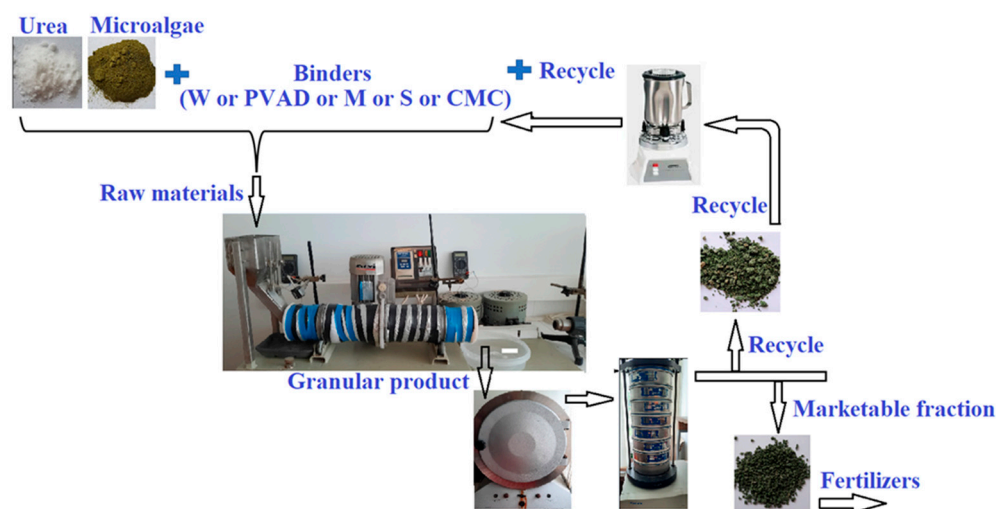 Urea Microalgae
Binders
(W or PVAD or M or S or CMC)
Recycle
Raw materials
Recycle
Recycle
Granular product
Marketable fraction
Fertilizers